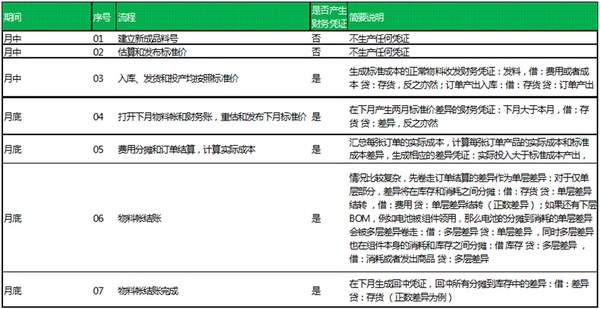 期间 序号 流程 是否产生财务凭证 简要说明
月中 01 建立新成品料号 否 不生产任何凭证
月中 02 估算和发布标准价 否 不生产任何凭证
月中 03 入库、发货和投产均按照标准价 是 生成标准成本的正常物料收发财务凭证：发料，借：费用或者成
本 贷：存货，反之亦然；订单产出入库：借：存货 贷：订单产出
月底 04 打开下月物料帐和财务账，重估和发布下月标准价 是 在下月产生两月标准价差异的财务凭证：下月大于本月，借：存
货 贷：差异，反之亦然
月底 05 费用分摊和订单结算，计算实际成本 是 汇总每张订单的实际成本，计算每张订单产品的实际成本和标准
成本差异，生成相应的差异凭证：实际投入大于标准成本产出，
月底 06 物料帐结账 是 情况比较复杂，先卷走订单结算的差异作为单层差异：对于仅单
层部分，差异将在库存和消耗之间分摊：借：存货 贷：单层差异
结转 ，借：费用 贷：单层差异结转（正数差异）；如果还有下层
BOM，例如电池被组件领用，那么电池的分摊到消耗的单层差异
会被多层差异卷走：借：多层差异 贷：单层差异 ，同时多层差异
也在组件本身的消耗和库存之间分摊：借 库存 贷：多层差异 ，
借：消耗或者发出商品 贷：多层差异
月底 07 物料帐结账完成 是 在下月生成回冲凭证，回冲所有分摊到库存中的差异：借：差异
贷：存货 （正数差异为例）